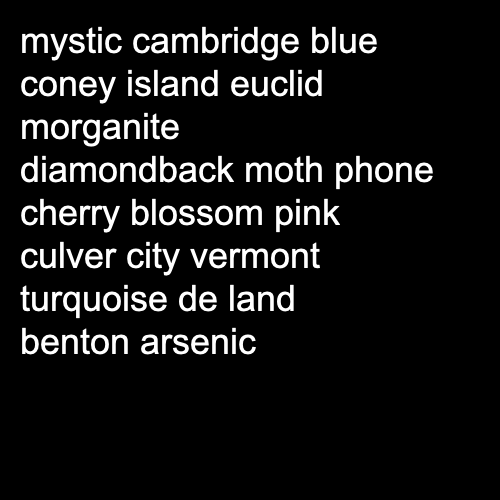 mystic cambridge blue
coney island euclid
morganite
diamondback moth phone
cherry blossom pink
culver city vermont
turquoise de land
benton arsenic